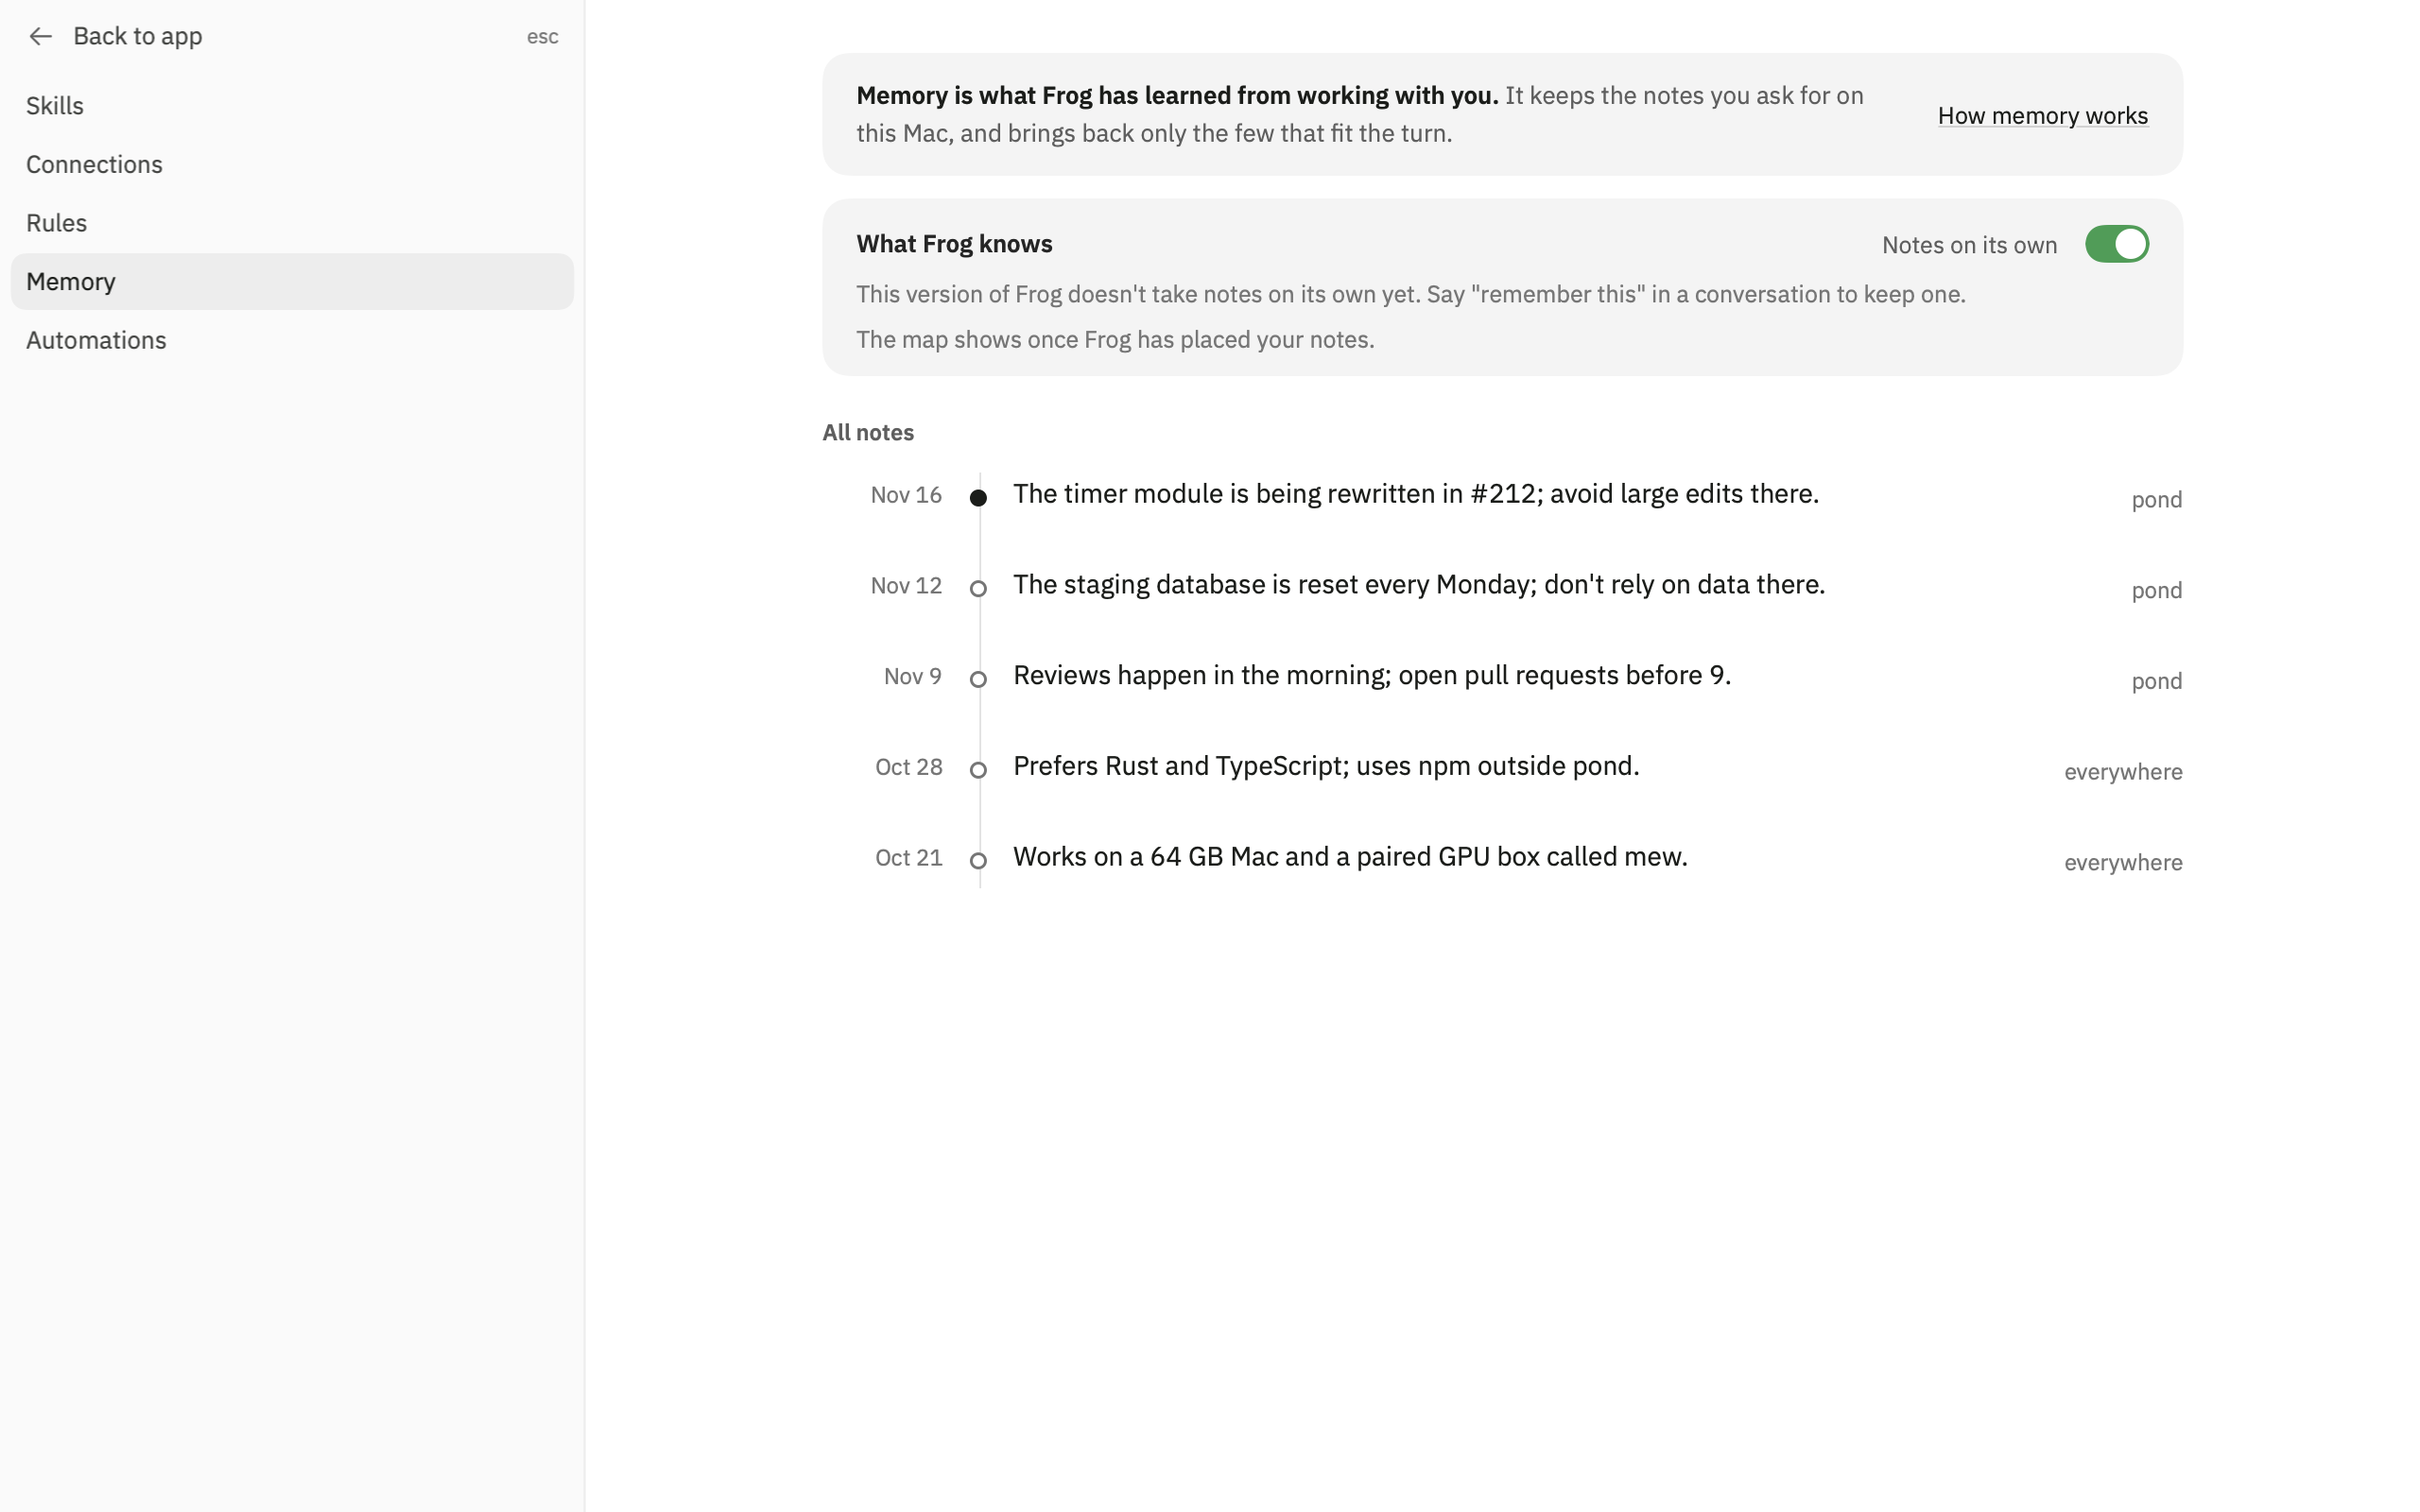 Back to app esc
Skills
Connections
Rules
Memory
Automations
Memory is what Frog has learned from working with you. It keeps the notes you ask for on
this Mac, and brings back only the few that fit the turn.
How memory works
What Frog knows
Notes on its own
This version of Frog doesn't take notes on its own yet. Say "remember this" in a conversation to keep one.
The map shows once Frog has placed your notes.
All notes
Nov 16 The timer module is being rewritten in #212; avoid large edits there. pond
Nov 12 The staging database is reset every Monday; don't rely on data there. pond
Nov 9 Reviews happen in the morning; open pull requests before 9. pond
Oct 28 Prefers Rust and TypeScript; uses npm outside pond. everywhere
Oct 21 Works on a 64 GB Mac and a paired GPU box called mew. everywhere